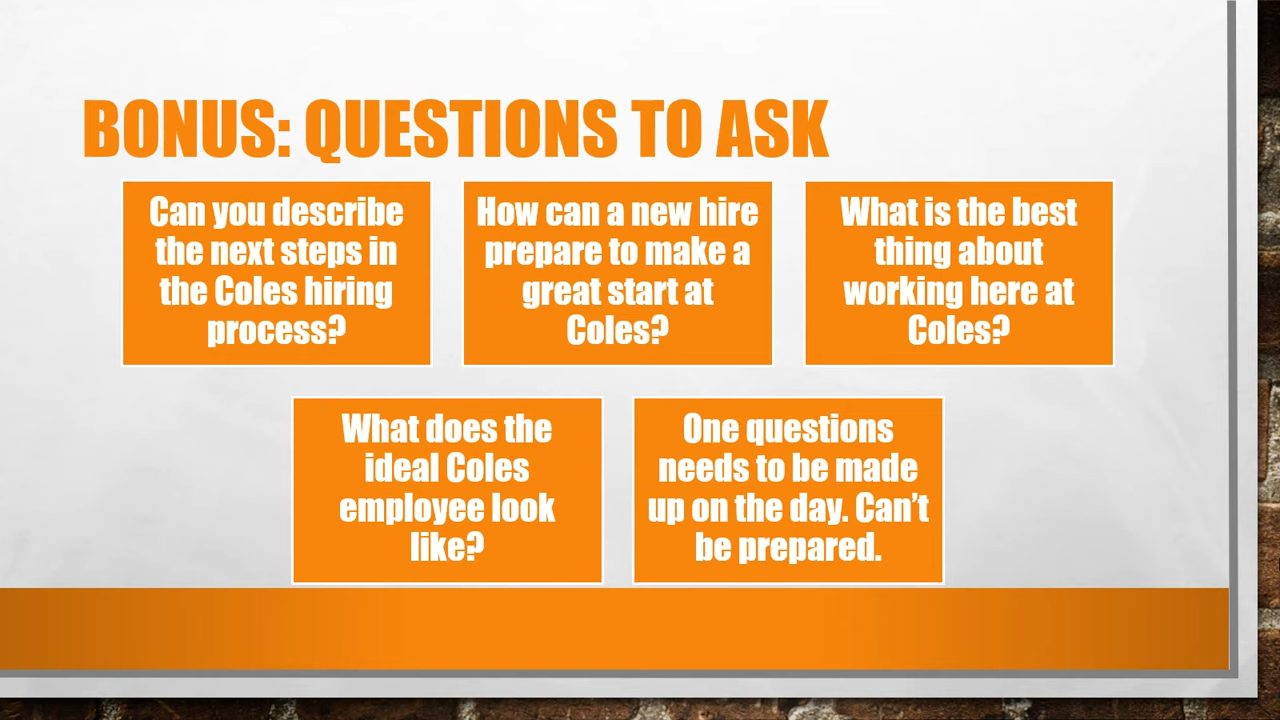 BONUS: QUESTIONS TO ASK
Can you describe
the next steps in
the Coles hiring
process?
How can a new hire
prepare to make a
great start at
Coles?
What is the best
thing about
working here at
Coles?
What does the
ideal Coles
employee look
like?
One questions
needs to be made
up on the day. Can’t
be prepared.